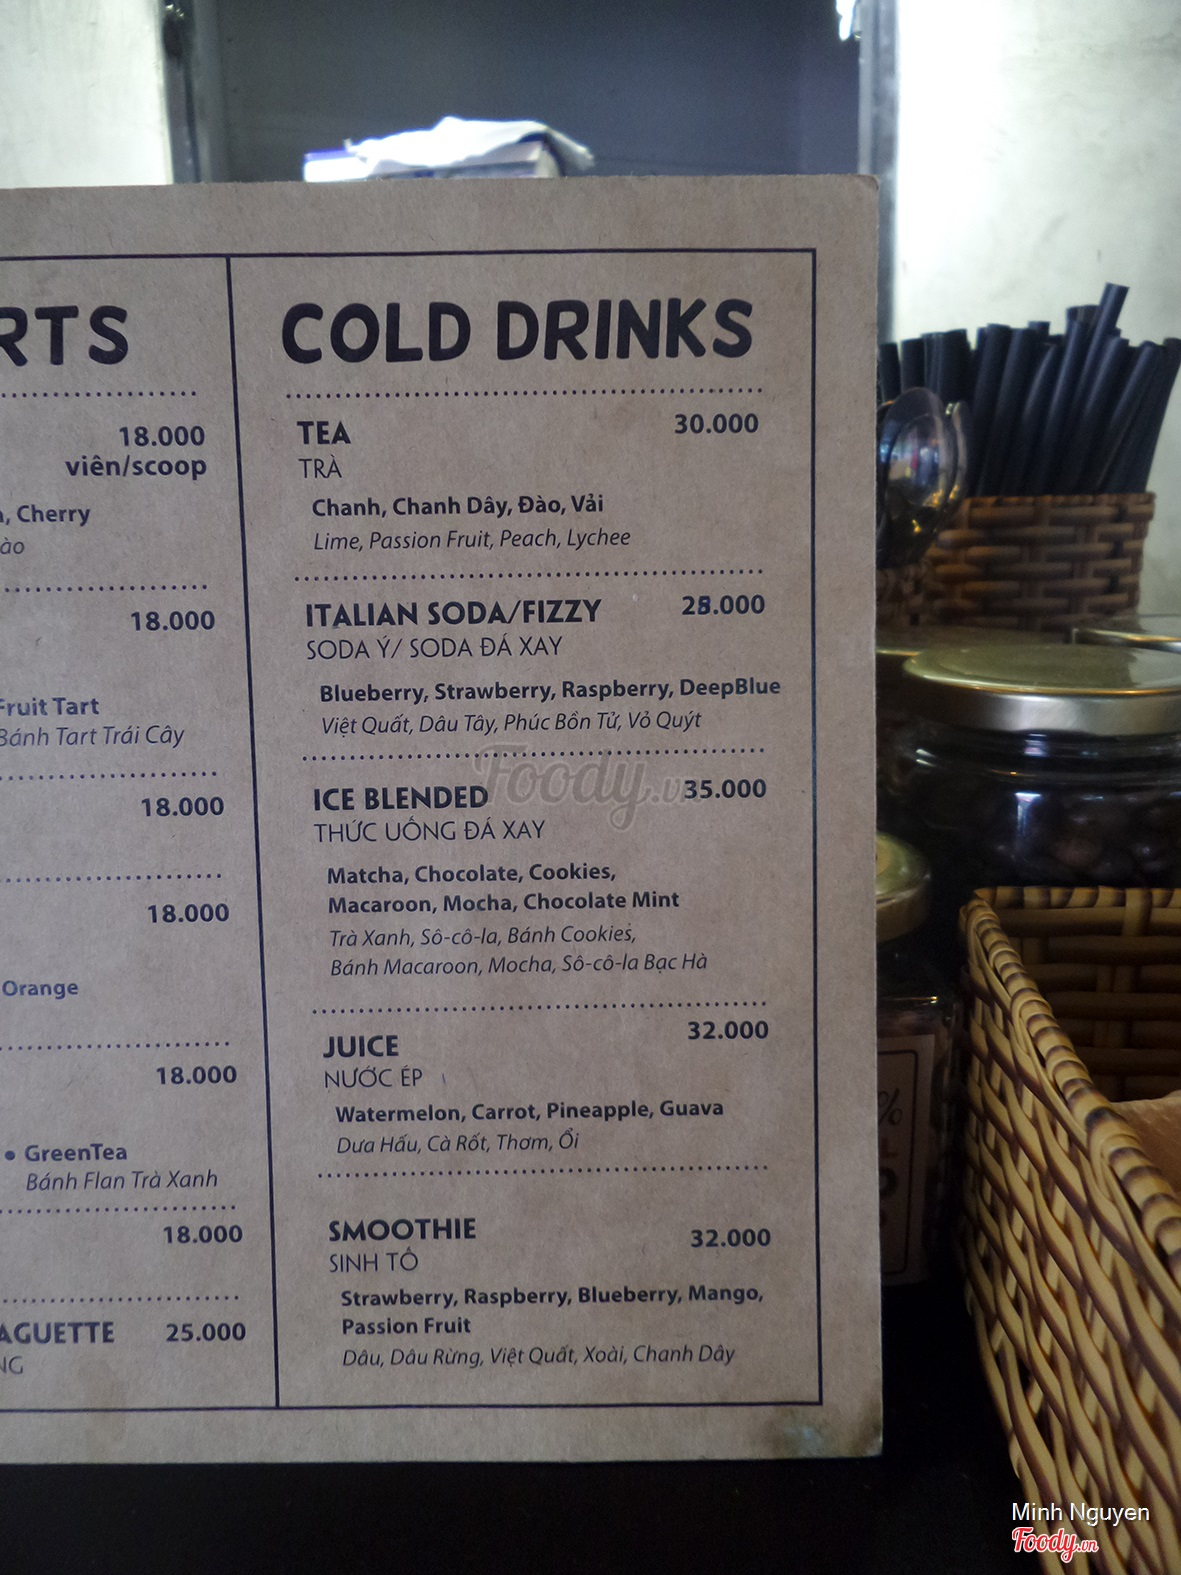 RTS
18.000
viên/scoop
, Cherry
ào
18.000
Fruit Tart
Bánh Tart Trái Cây
18.000
18.000
Orange
18.000
• GreenTea
Bánh Flan Trà Xanh
18.000
AGUETTE 25.000
NG
COLD DRINKS
TEA 30.000
TRÀ
Chanh, Chanh Dây, Đào, Vải
Lime, Passion Fruit, Peach, Lychee
ITALIAN SODA/FIZZY 28.000
SODA Ý/ SODA ĐÁ XAY
Blueberry, Strawberry, Raspberry, DeepBlue
Việt Quất, Dâu Tây, Phúc Bồn Tử, Vỏ Quýt
Foody.vn
ICE BLENDED 35.000
THỨC UỐNG ĐÁ XAY
Matcha, Chocolate, Cookies,
Macaroon, Mocha, Chocolate Mint
Trà Xanh, Sô-cô-la, Bánh Cookies,
Bánh Macaroon, Mocha, Sô-cô-la Bạc Hà
JUICE 32.000
NƯỚC ÉP
Watermelon, Carrot, Pineapple, Guava
Dưa Hấu, Cà Rốt, Thơm, Ổi
SMOOTHIE 32.000
SINH TỐ
Strawberry, Raspberry, Blueberry, Mango,
Passion Fruit
Dâu, Dâu Rừng, Việt Quất, Xoài, Chanh Dây
Minh Nguyen
Foody.vn